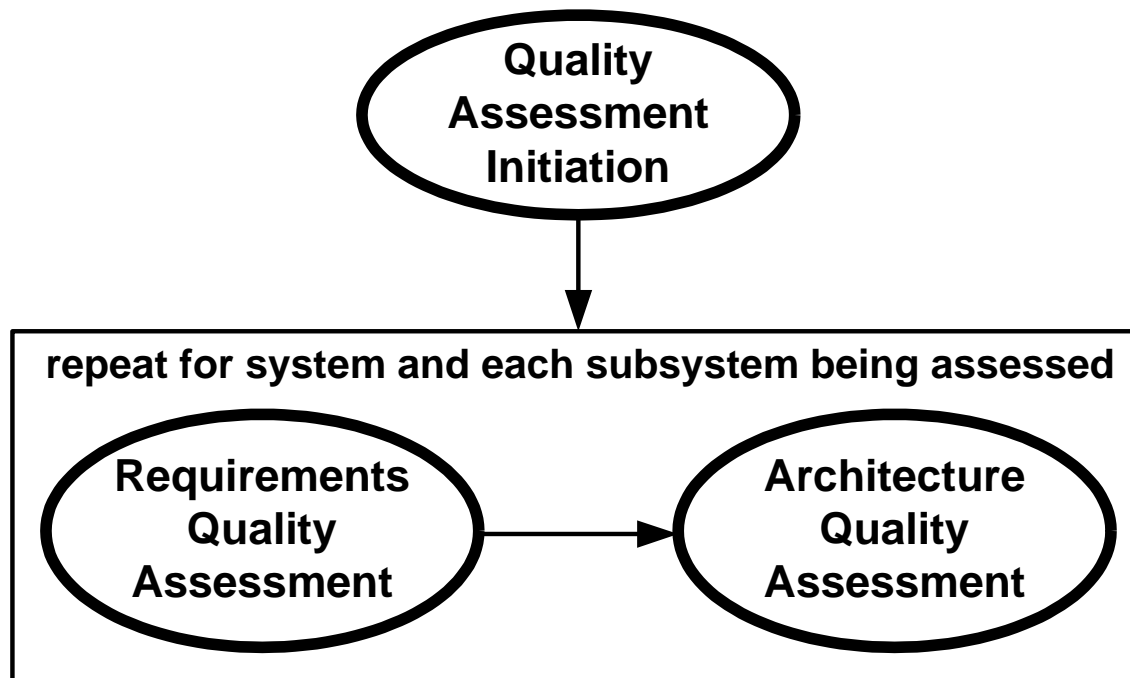 Quality
Assessment
Initiation
repeat for system and each subsystem being assessed
Requirements
Quality
Assessment
Architecture
Quality
Assessment